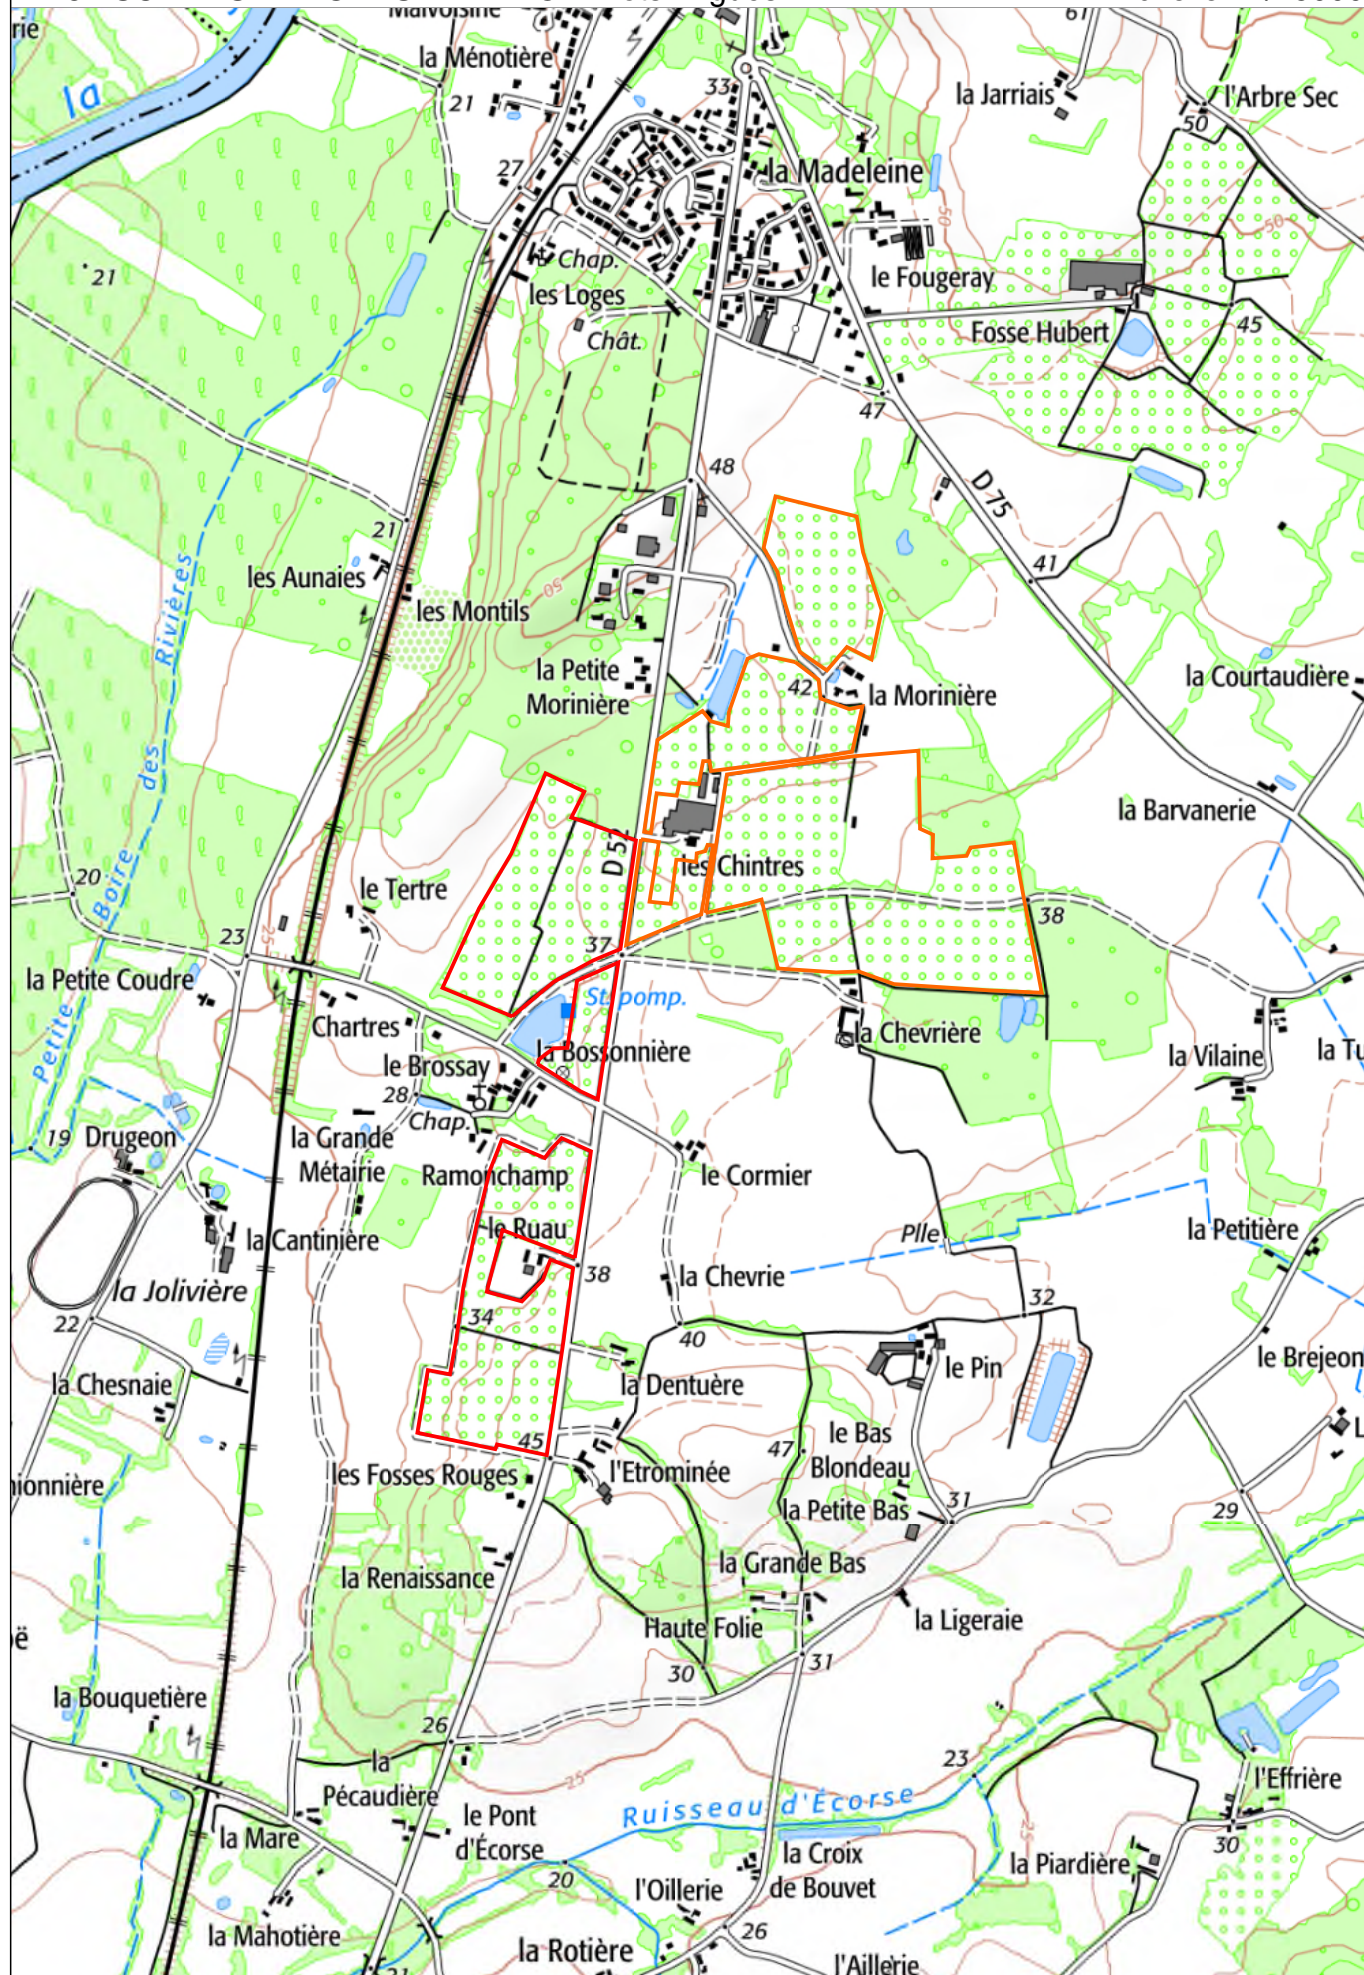 la Ménotière
la
21
33
61
la Jarriais
l'Arbre Sec
50
27
la Madeleine
50
21
Chap.
les Loges
le Fougeray
50
Chât.
Fosse Hubert
45
47
48
D 75
21
les Aunaies
41
50
les Montils
Petite Boire des Rivières
la Petite
Morinière
42
la Morinière
la Courtaudière
la Barvanerie
D 52
les Chintres
20
le Tertre
38
23
25
37
la Petite Coudre
St. pomp.
Chartres
la Chevrière
la Bossonnière
la Vilaine
le Brossay
28
Chap.
19
Drugeon
la Grande
Métairie
Ramonchamp
le Cormier
le Ruau
Plle
la Petitière
la Cantinière
38
la Chevrie
la Jolivière
32
22
34
40
le Pin
la Chesnaie
la Dentuère
le Bas
Blondeau
45
47
les Fosses Rouges
l'Etrominée
la Petite Bas
31
29
la Grande Bas
la Renaissance
la Ligeraie
Haute Folie
30
31
la Bouquetière
26
23
25
la
Pécaudière
l'Effrière
Ruisseau d'Écorse
le Pont
d'Écorse
la Mare
25
30
la Croix
de Bouvet
la Piardière
20
l'Oillerie
la Mahotière
26
la Rotière
l'Aillerie